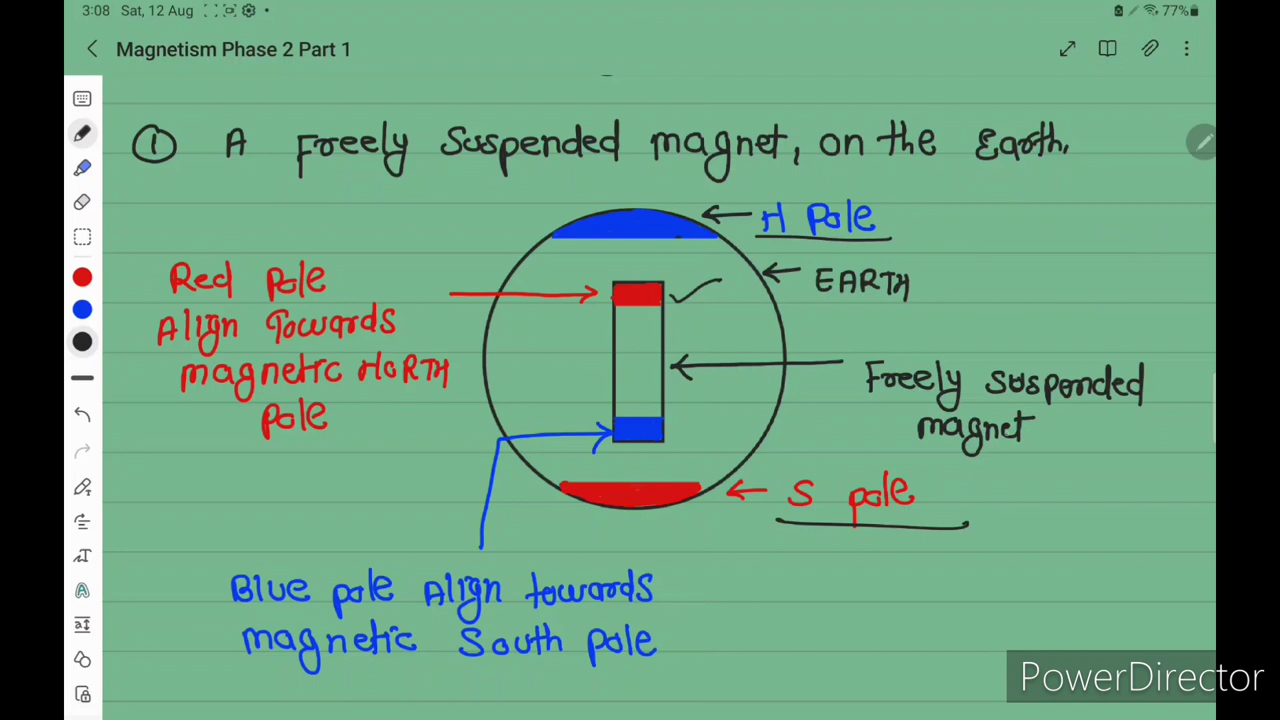 3:08 Sat, 12 Aug
77%
Magnetism Phase 2 Part 1
① A Freely Suspended magnet, on the Earth.
N Pole
EARTH
Red Pole
Align Towards
magnetic NORTH
pole
Freely suspended
magnet
S pole
Blue pole Align towards
magnetic South pole
PowerDirector